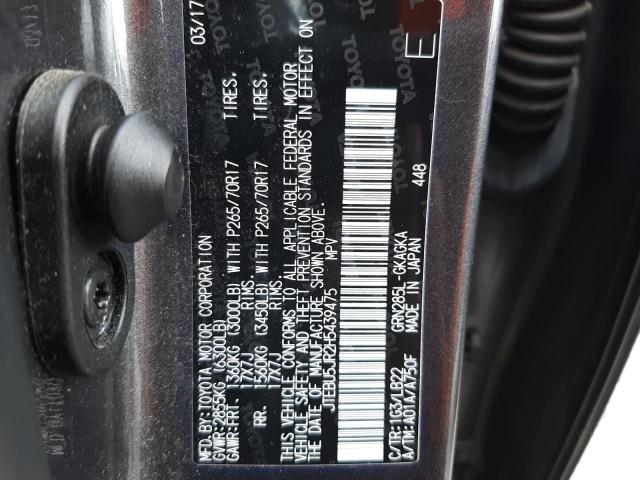 MFD.BY:TOYOTA MOTOR CORPORATION 03/17
GVWR:2855KG (6300LB)
GAWR:FRT. 1360KG (3000LB) WITH P265/70R17 TIRES.
17X7J RIMS
RR. 1560KG (3450LB) WITH P265/70R17 TIRES.
17X7J RIMS
THIS VEHICLE CONFORMS TO ALL APPLICABLE FEDERAL MOTOR
VEHICLE SAFETY AND THEFT PREVENTION STANDARDS IN EFFECT ON
THE DATE OF MANUFACTURE SHOWN ABOVE.
JTEBU5JR2H5439475 MPV
448
C/TR:1G3/LB22 GRN285L-GKAGKA
A/TM:A01A/A750F MADE IN JAPAN
E
TOYOTA